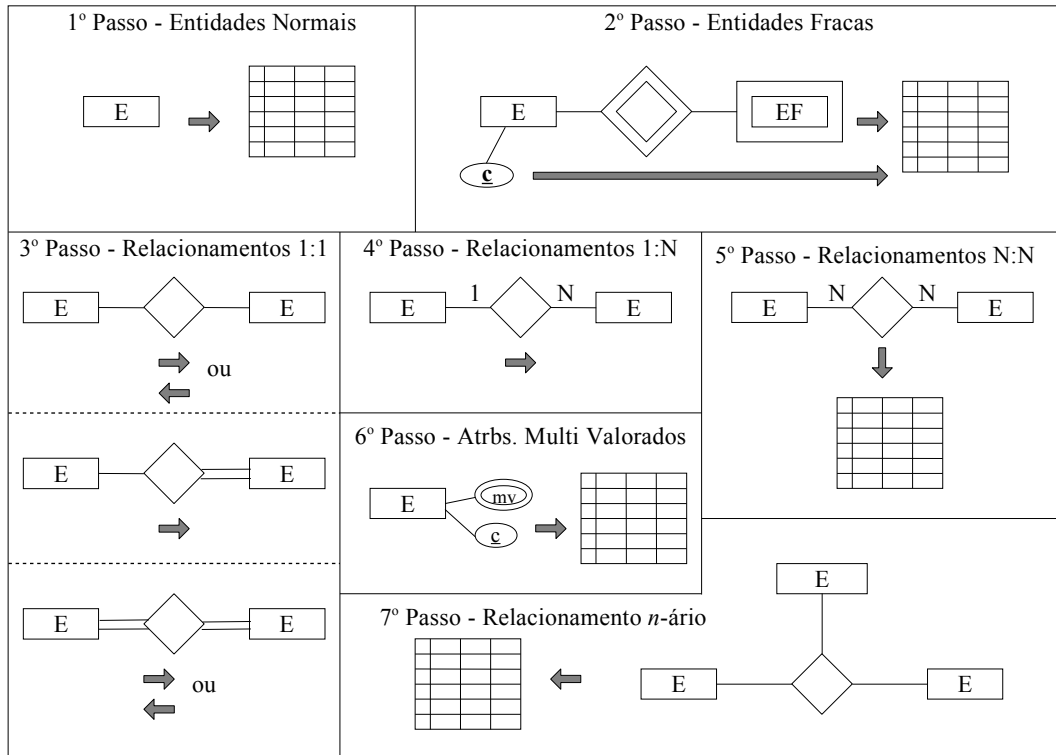 1º Passo - Entidades Normais
E
2º Passo - Entidades Fracas
E
EF
c
3º Passo - Relacionamentos 1:1
E
E
ou
E
E
E
E
ou
4º Passo - Relacionamentos 1:N
E
1
N
E
5º Passo - Relacionamentos N:N
E
N
N
E
6º Passo - Atrbs. Multi Valorados
E
mv
c
7º Passo - Relacionamento n-ário
E
E
E